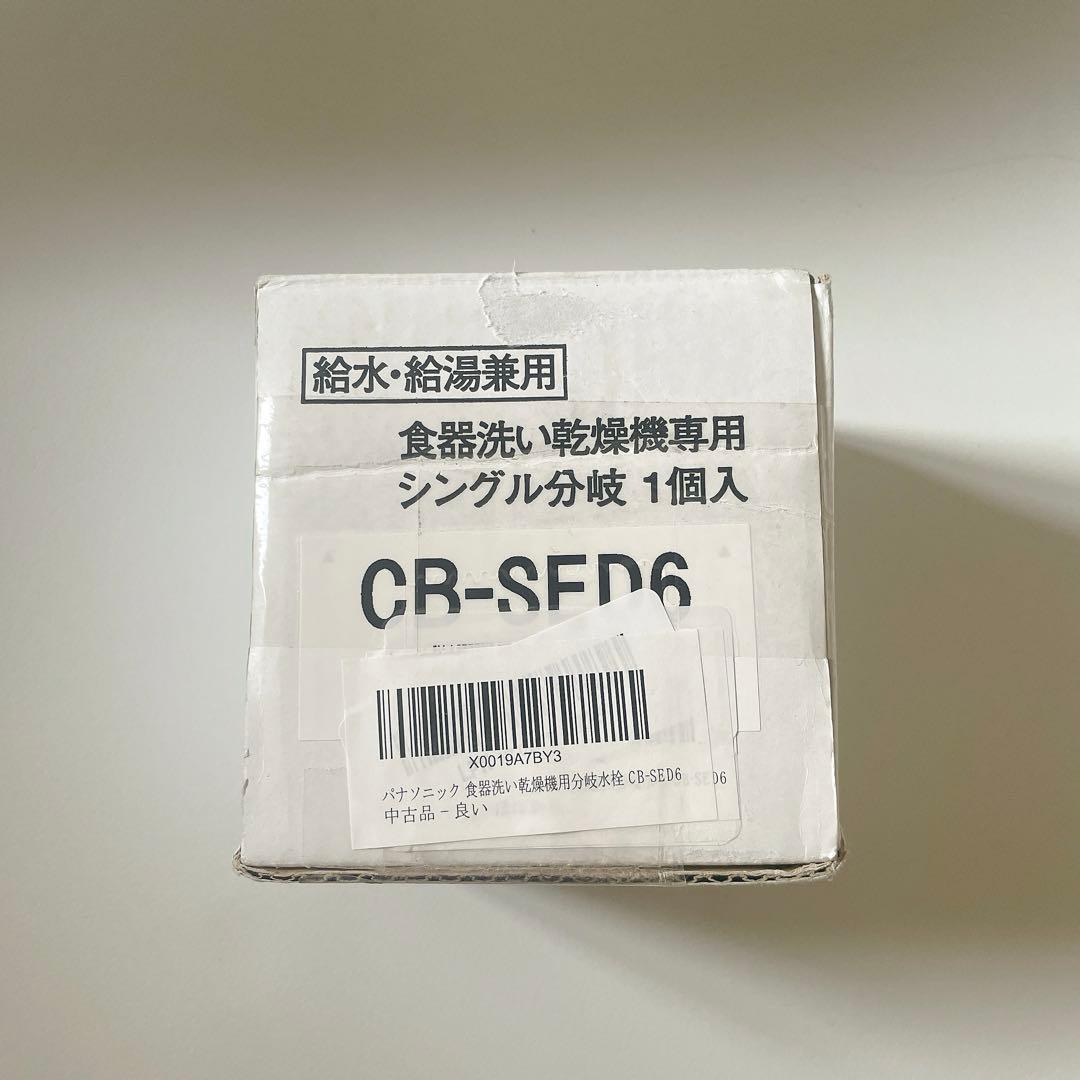 給水・給湯兼用
食器洗い乾燥機専用
シングル分岐 1個入
CB-SED6
X0019A7BY3
パナソニック 食器洗い乾燥機用分岐水栓 CB-SED6
中古品 - 良い